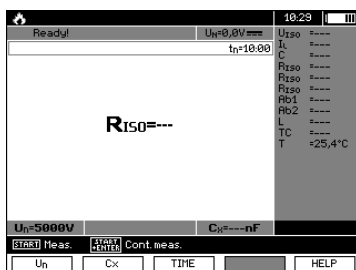 10:29
Ready!
UN=0,0V
tn=10:00
RISO=---
UISO =---
IL =---
C =---
RISO =---
RISO =---
RISO =---
Ab1 =---
Ab2 =---
L =---
TC =---
T =25,4°C
Un=5000V
Cx=---nF
START Meas.
START +ENTER Cont.meas.
Un
Cx
TIME
HELP